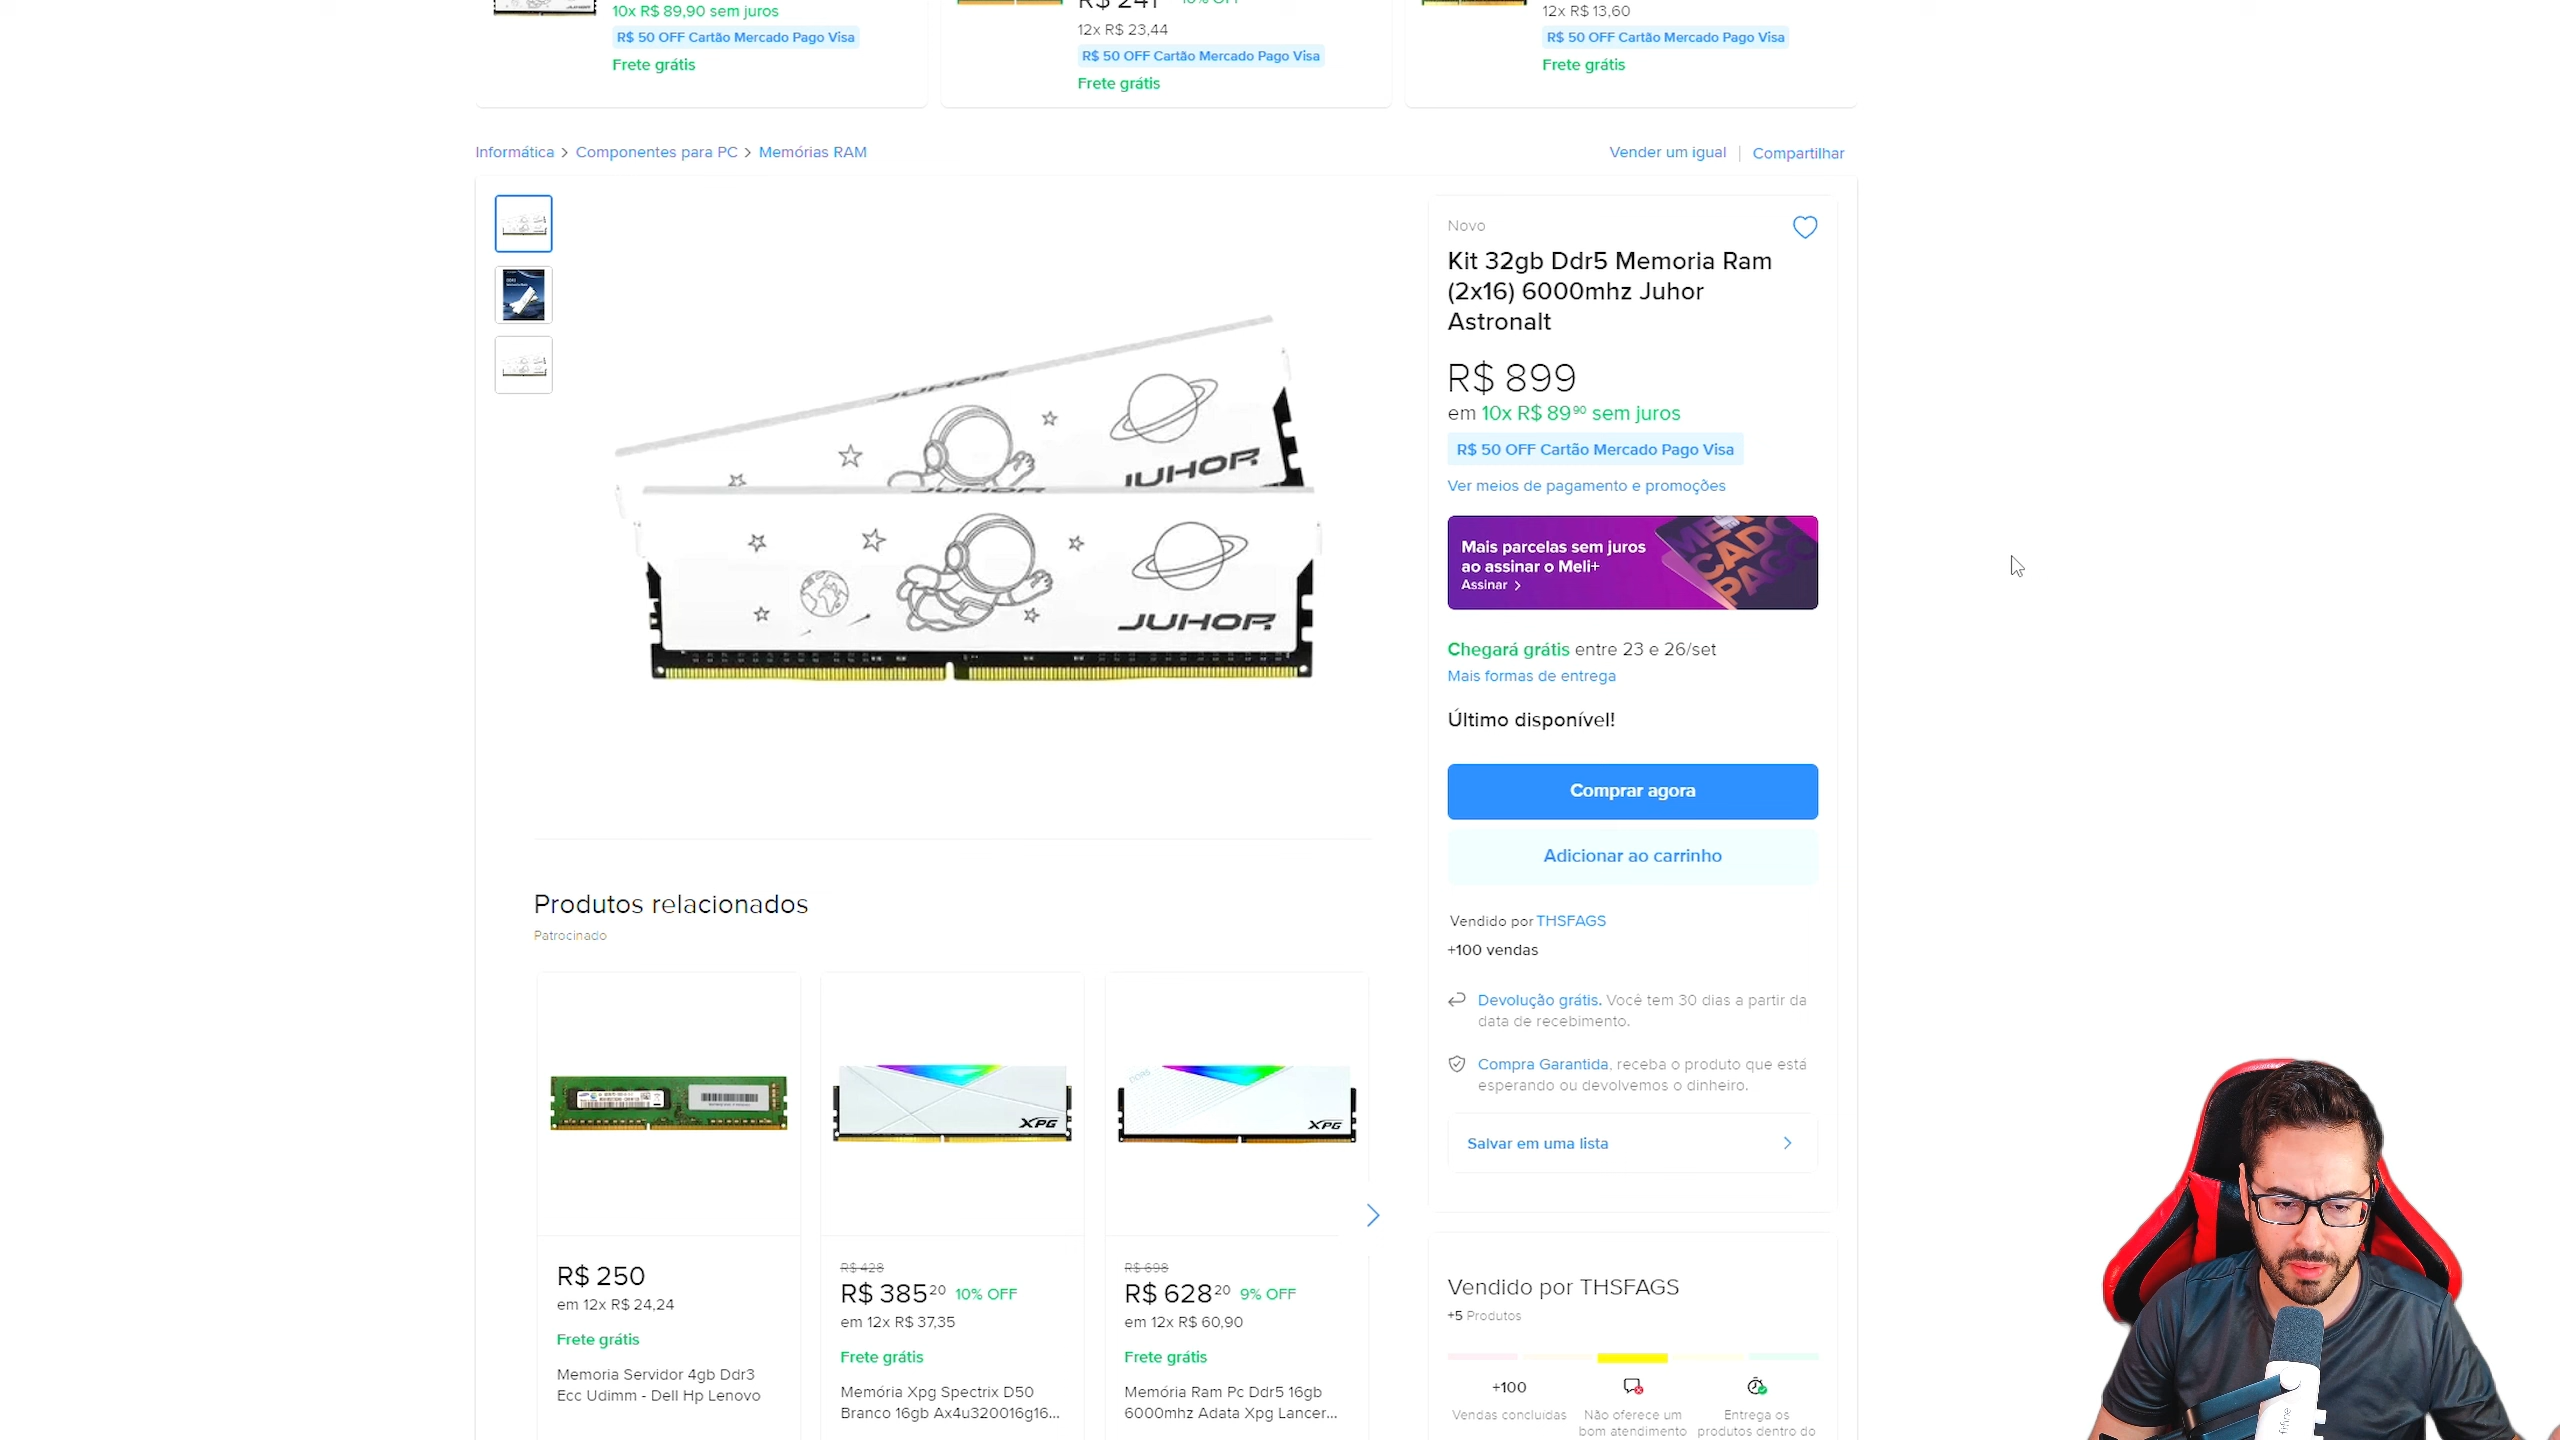 10x R$ 89,90 sem juros
R$ 50 OFF Cartão Mercado Pago Visa
Frete grátis
12x R$ 23,44
R$ 50 OFF Cartão Mercado Pago Visa
Frete grátis
12x R$ 13,60
R$ 50 OFF Cartão Mercado Pago Visa
Frete grátis
Informática > Componentes para PC > Memórias RAM
Vender um igual | Compartilhar
JUHOR
JUHOR
JUHOR
JUHOR
Novo
Kit 32gb Ddr5 Memoria Ram
(2x16) 6000mhz Juhor
Astronalt
R$ 899
em 10x R$ 89⁹⁰ sem juros
R$ 50 OFF Cartão Mercado Pago Visa
Ver meios de pagamento e promoções
Mais parcelas sem juros
ao assinar o Meli+
Assinar >
MERCADO PAGO
Chegará grátis entre 23 e 26/set
Mais formas de entrega
Último disponível!
Comprar agora
Adicionar ao carrinho
Vendido por THSFAGS
+100 vendas
Devolução grátis. Você tem 30 dias a partir da
data de recebimento.
Compra Garantida, receba o produto que está
esperando ou devolvemos o dinheiro.
Salvar em uma lista
Produtos relacionados
Patrocinado
XPG
XPG
R$ 250
em 12x R$ 24,24
Frete grátis
Memoria Servidor 4gb Ddr3
Ecc Udimm - Dell Hp Lenovo
R$ 428
R$ 385²⁰ 10% OFF
em 12x R$ 37,35
Frete grátis
Memória Xpg Spectrix D50
Branco 16gb Ax4u320016g16...
R$ 698
R$ 628²⁰ 9% OFF
em 12x R$ 60,90
Frete grátis
Memória Ram Pc Ddr5 16gb
6000mhz Adata Xpg Lancer...
Vendido por THSFAGS
+5 Produtos
+100
Vendas concluídas
Não oferece um
bom atendimento
Entrega os
produtos dentro do
fifine